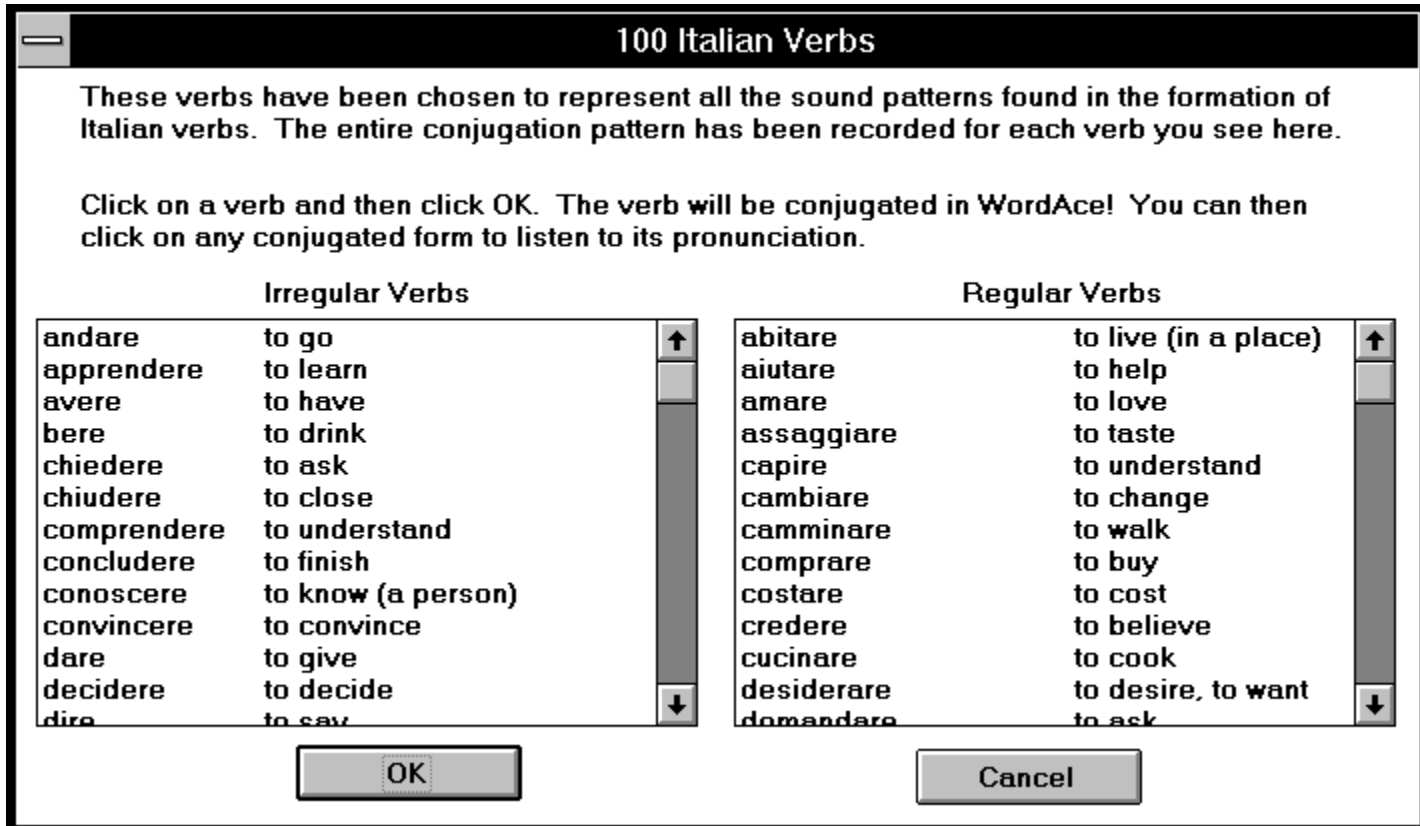 100 Italian Verbs
These verbs have been chosen to represent all the sound patterns found in the formation of
Italian verbs.  The entire conjugation pattern has been recorded for each verb you see here.
Click on a verb and then click OK.  The verb will be conjugated in WordAce!  You can then
click on any conjugated form to listen to its pronunciation.
Irregular Verbs
andare to go
apprendere to learn
avere to have
bere to drink
chiedere to ask
chiudere to close
comprendere to understand
concludere to finish
conoscere to know (a person)
convincere to convince
dare to give
decidere to decide
dire to say
Regular Verbs
abitare to live (in a place)
aiutare to help
amare to love
assaggiare to taste
capire to understand
cambiare to change
camminare to walk
comprare to buy
costare to cost
credere to believe
cucinare to cook
desiderare to desire, to want
domandare to ask
OK
Cancel